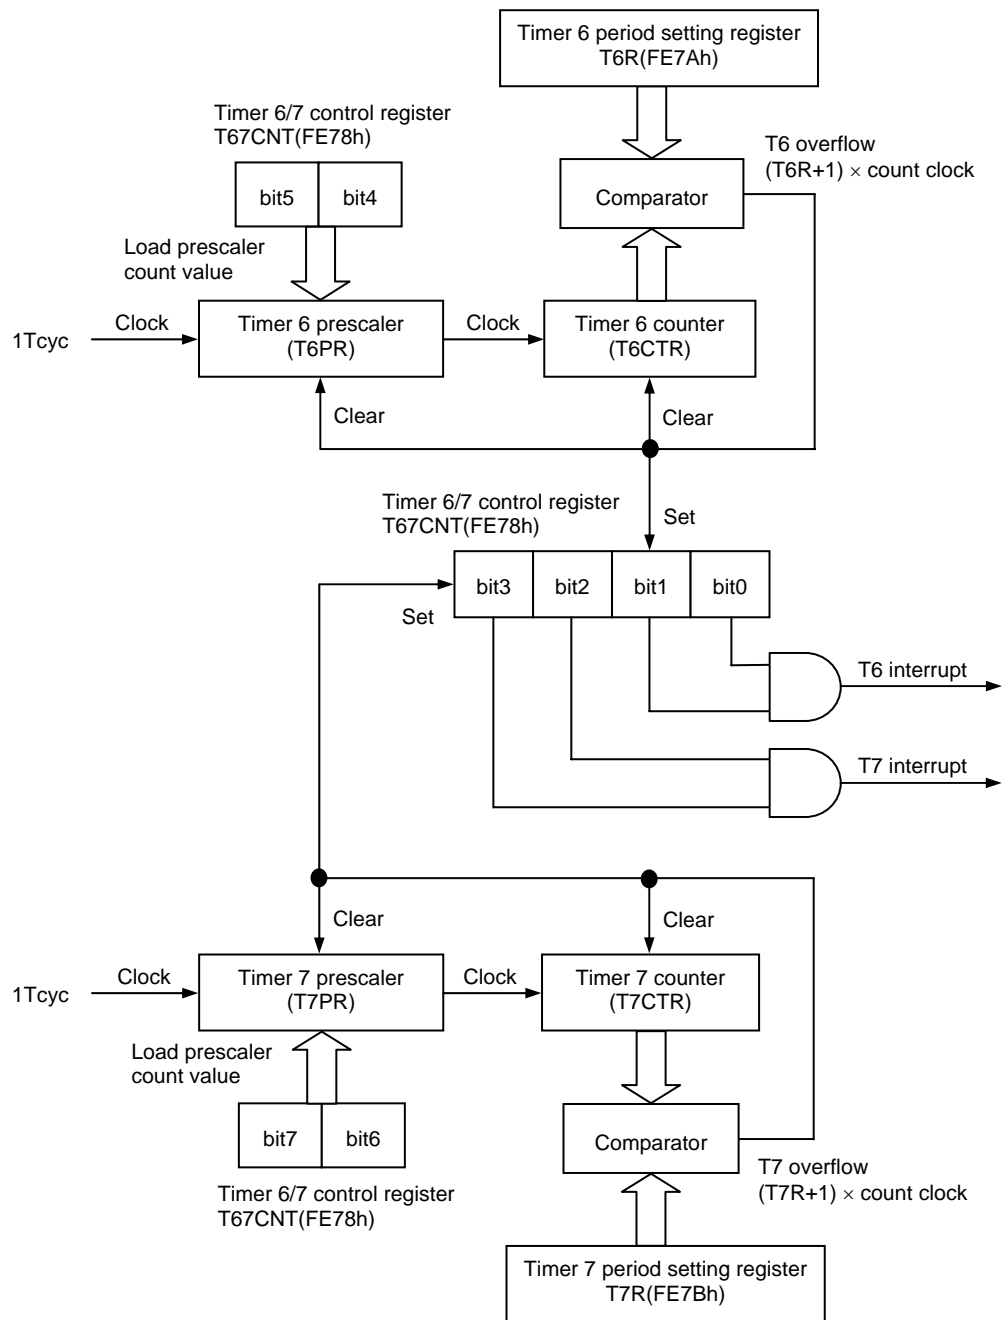 Timer 6 period setting register
T6R(FE7Ah)
Timer 6/7 control register
T67CNT(FE78h)
T6 overflow
(T6R+1) × count clock
bit5
bit4
Comparator
Load prescaler
count value
1Tcyc
Clock
Timer 6 prescaler
(T6PR)
Clock
Timer 6 counter
(T6CTR)
Clear
Clear
Timer 6/7 control register
T67CNT(FE78h)
Set
bit3
bit2
bit1
bit0
Set
T6 interrupt
T7 interrupt
Clear
Clear
1Tcyc
Clock
Timer 7 prescaler
(T7PR)
Clock
Timer 7 counter
(T7CTR)
Load prescaler
count value
bit7
bit6
Comparator
T7 overflow
(T7R+1) × count clock
Timer 6/7 control register
T67CNT(FE78h)
Timer 7 period setting register
T7R(FE7Bh)